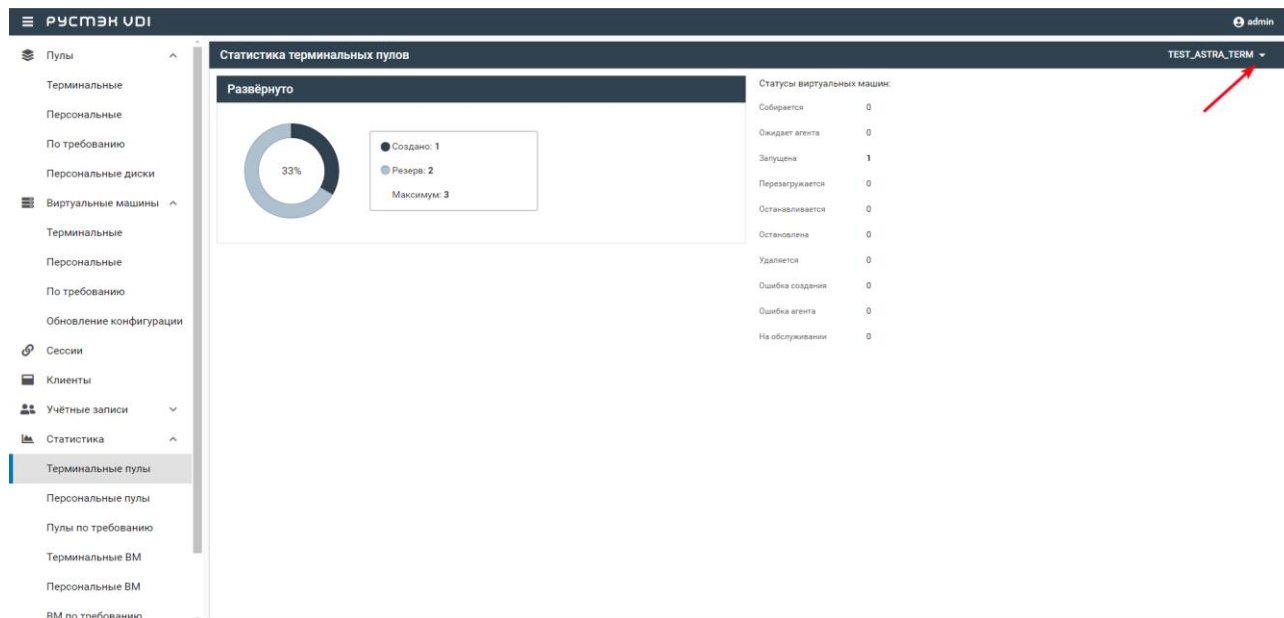 РУСТЭК VDI
admin
Пулы
Терминальные
Персональные
По требованию
Персональные диски
Виртуальные машины
Терминальные
Персональные
По требованию
Обновление конфигурации
Сессии
Клиенты
Учётные записи
Статистика
Терминальные пулы
Персональные пулы
Пулы по требованию
Терминальные ВМ
Персональные ВМ
ВМ по требованию
Статистика терминальных пулов
TEST_ASTRA_TERM
Развёрнуто
33%
Создано: 1
Резерв: 2
Максимум: 3
Статусы виртуальных машин:
Собирается 0
Ожидает агента 0
Запущена 1
Перезагружается 0
Останавливается 0
Остановлена 0
Удаляется 0
Ошибка создания 0
Ошибка агента 0
На обслуживании 0